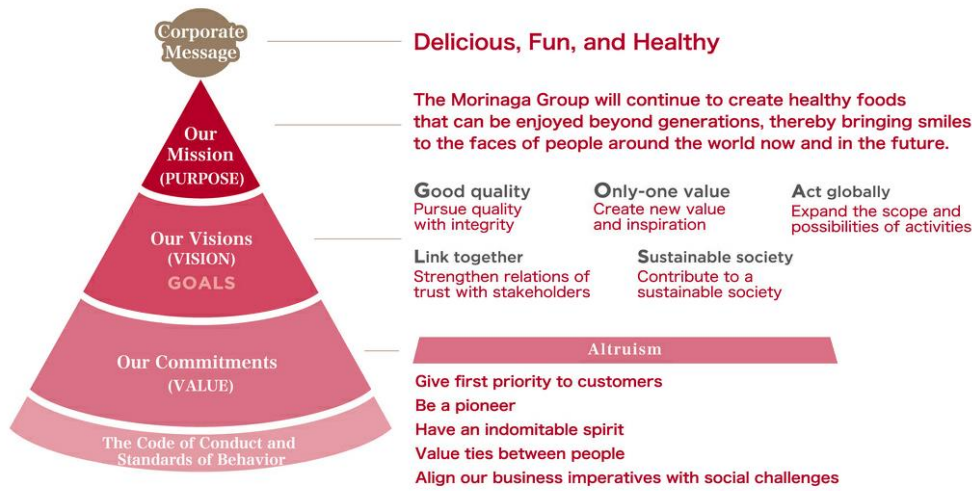 Corporate
Message
Delicious, Fun, and Healthy
Our
Mission
(PURPOSE)
The Morinaga Group will continue to create healthy foods
that can be enjoyed beyond generations, thereby bringing smiles
to the faces of people around the world now and in the future.
Our Visions
(VISION)
GOALS
Good quality
Pursue quality
with integrity
Only-one value
Create new value
and inspiration
Act globally
Expand the scope and
possibilities of activities
Link together
Strengthen relations of
trust with stakeholders
Sustainable society
Contribute to a
sustainable society
Our Commitments
(VALUE)
Altruism
Give first priority to customers
Be a pioneer
Have an indomitable spirit
Value ties between people
Align our business imperatives with social challenges
The Code of Conduct and
Standards of Behavior